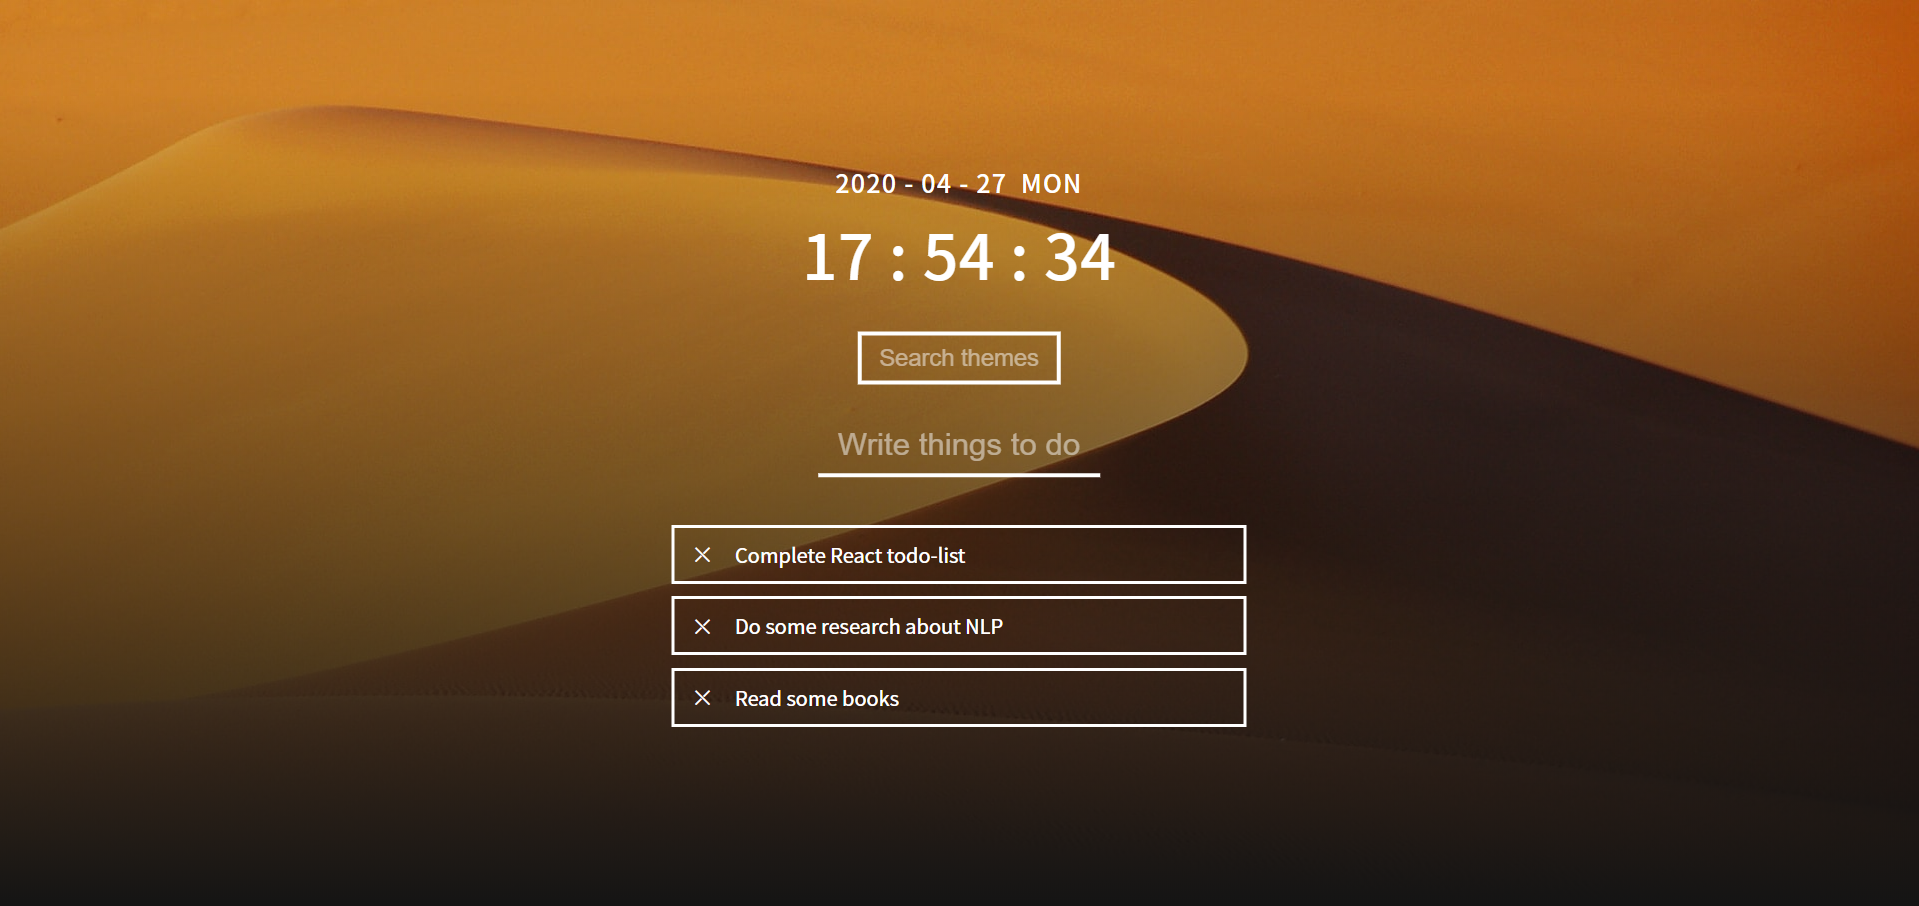 2020 - 04 - 27 MON
17 : 54 : 34
Search themes
Write things to do
Complete React todo-list
Do some research about NLP
Read some books